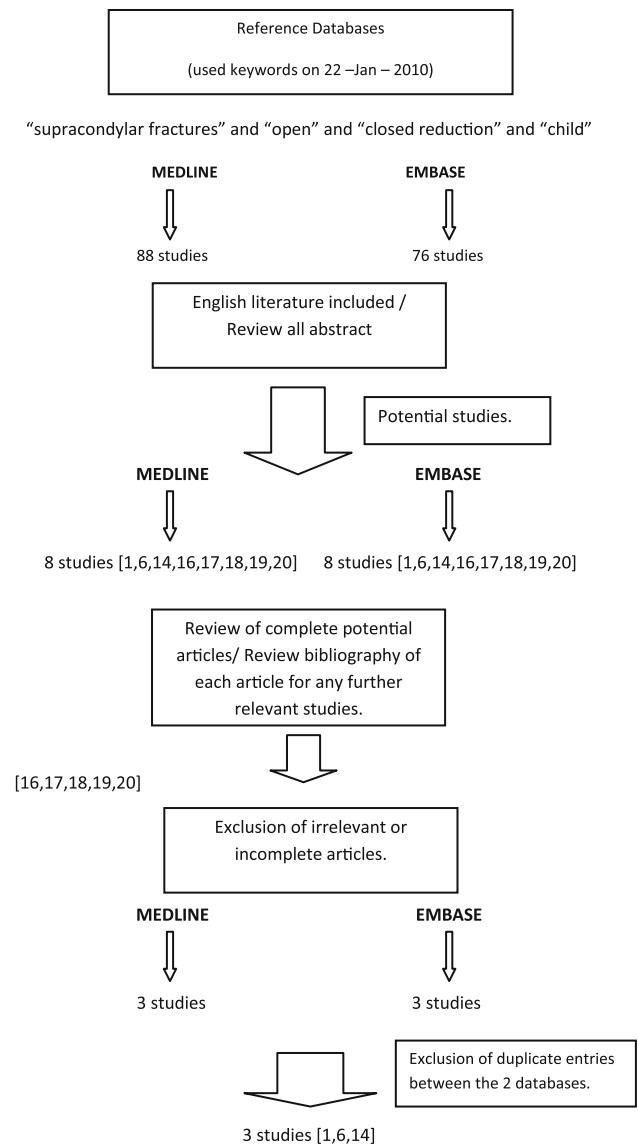 Reference Databases
(used keywords on 22 –Jan – 2010)
“supracondylar fractures” and “open” and “closed reduction” and “child”
MEDLINE
EMBASE
88 studies
76 studies
English literature included /
Review all abstract
Potential studies.
MEDLINE
EMBASE
8 studies [1,6,14,16,17,18,19,20]
8 studies [1,6,14,16,17,18,19,20]
Review of complete potential
articles/ Review bibliography of
each article for any further
relevant studies.
[16,17,18,19,20]
Exclusion of irrelevant or
incomplete articles.
MEDLINE
EMBASE
3 studies
3 studies
Exclusion of duplicate entries
between the 2 databases.
3 studies [1,6,14]